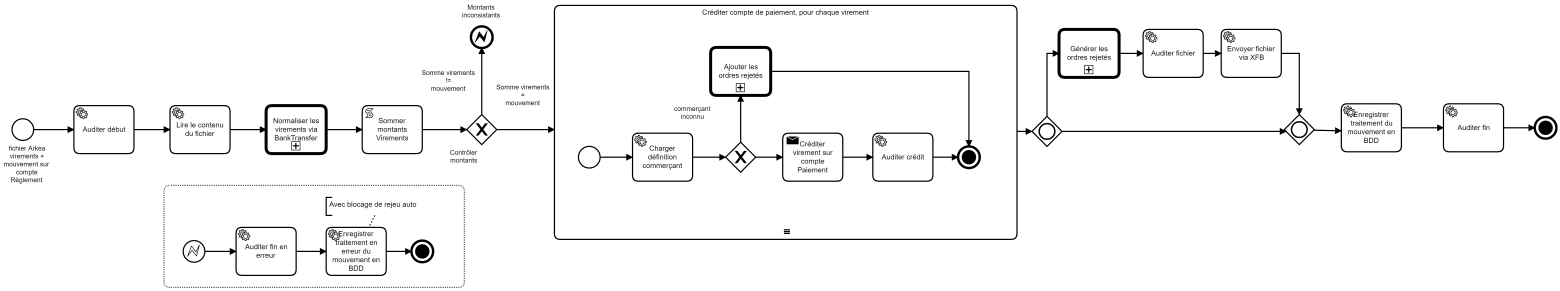 fichier Arkea
virements +
mouvement sur
compte
Règlement
Auditer début
Lire le contenu
du fichier
Normaliser les
virements via
BankTransfer
Sommer
montants
Virements
Contrôler
montants
Somme virements
!=
mouvement
Montants
inconsistants
Somme virements
=
mouvement
Créditer compte de paiement, pour chaque virement
Charger
définition
commerçant
commerçant
inconnu
Ajouter les
ordres rejetés
Créditer
virement sur
compte
Paiement
Auditer crédit
Générer les
ordres rejetés
Auditer fichier
Envoyer fichier
via XFB
Enregistrer
traitement du
mouvement en
BDD
Auditer fin
Avec blocage de rejeu auto
Auditer fin en
erreur
Enregistrer
traitement en
erreur du
mouvement en
BDD